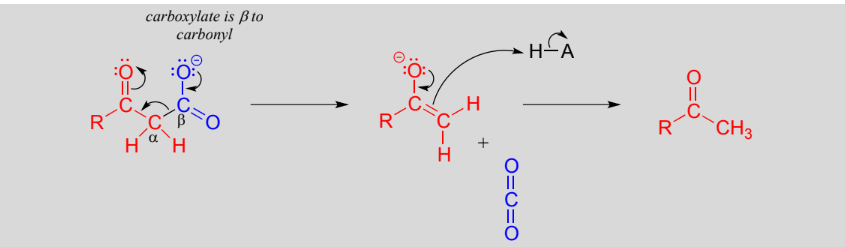 carboxylate is β to
carbonyl
O ⊖ O
R C C β O
C α
H H
⊖ O
R C C H
H
H–A
+
O
C
O
O
R C CH3